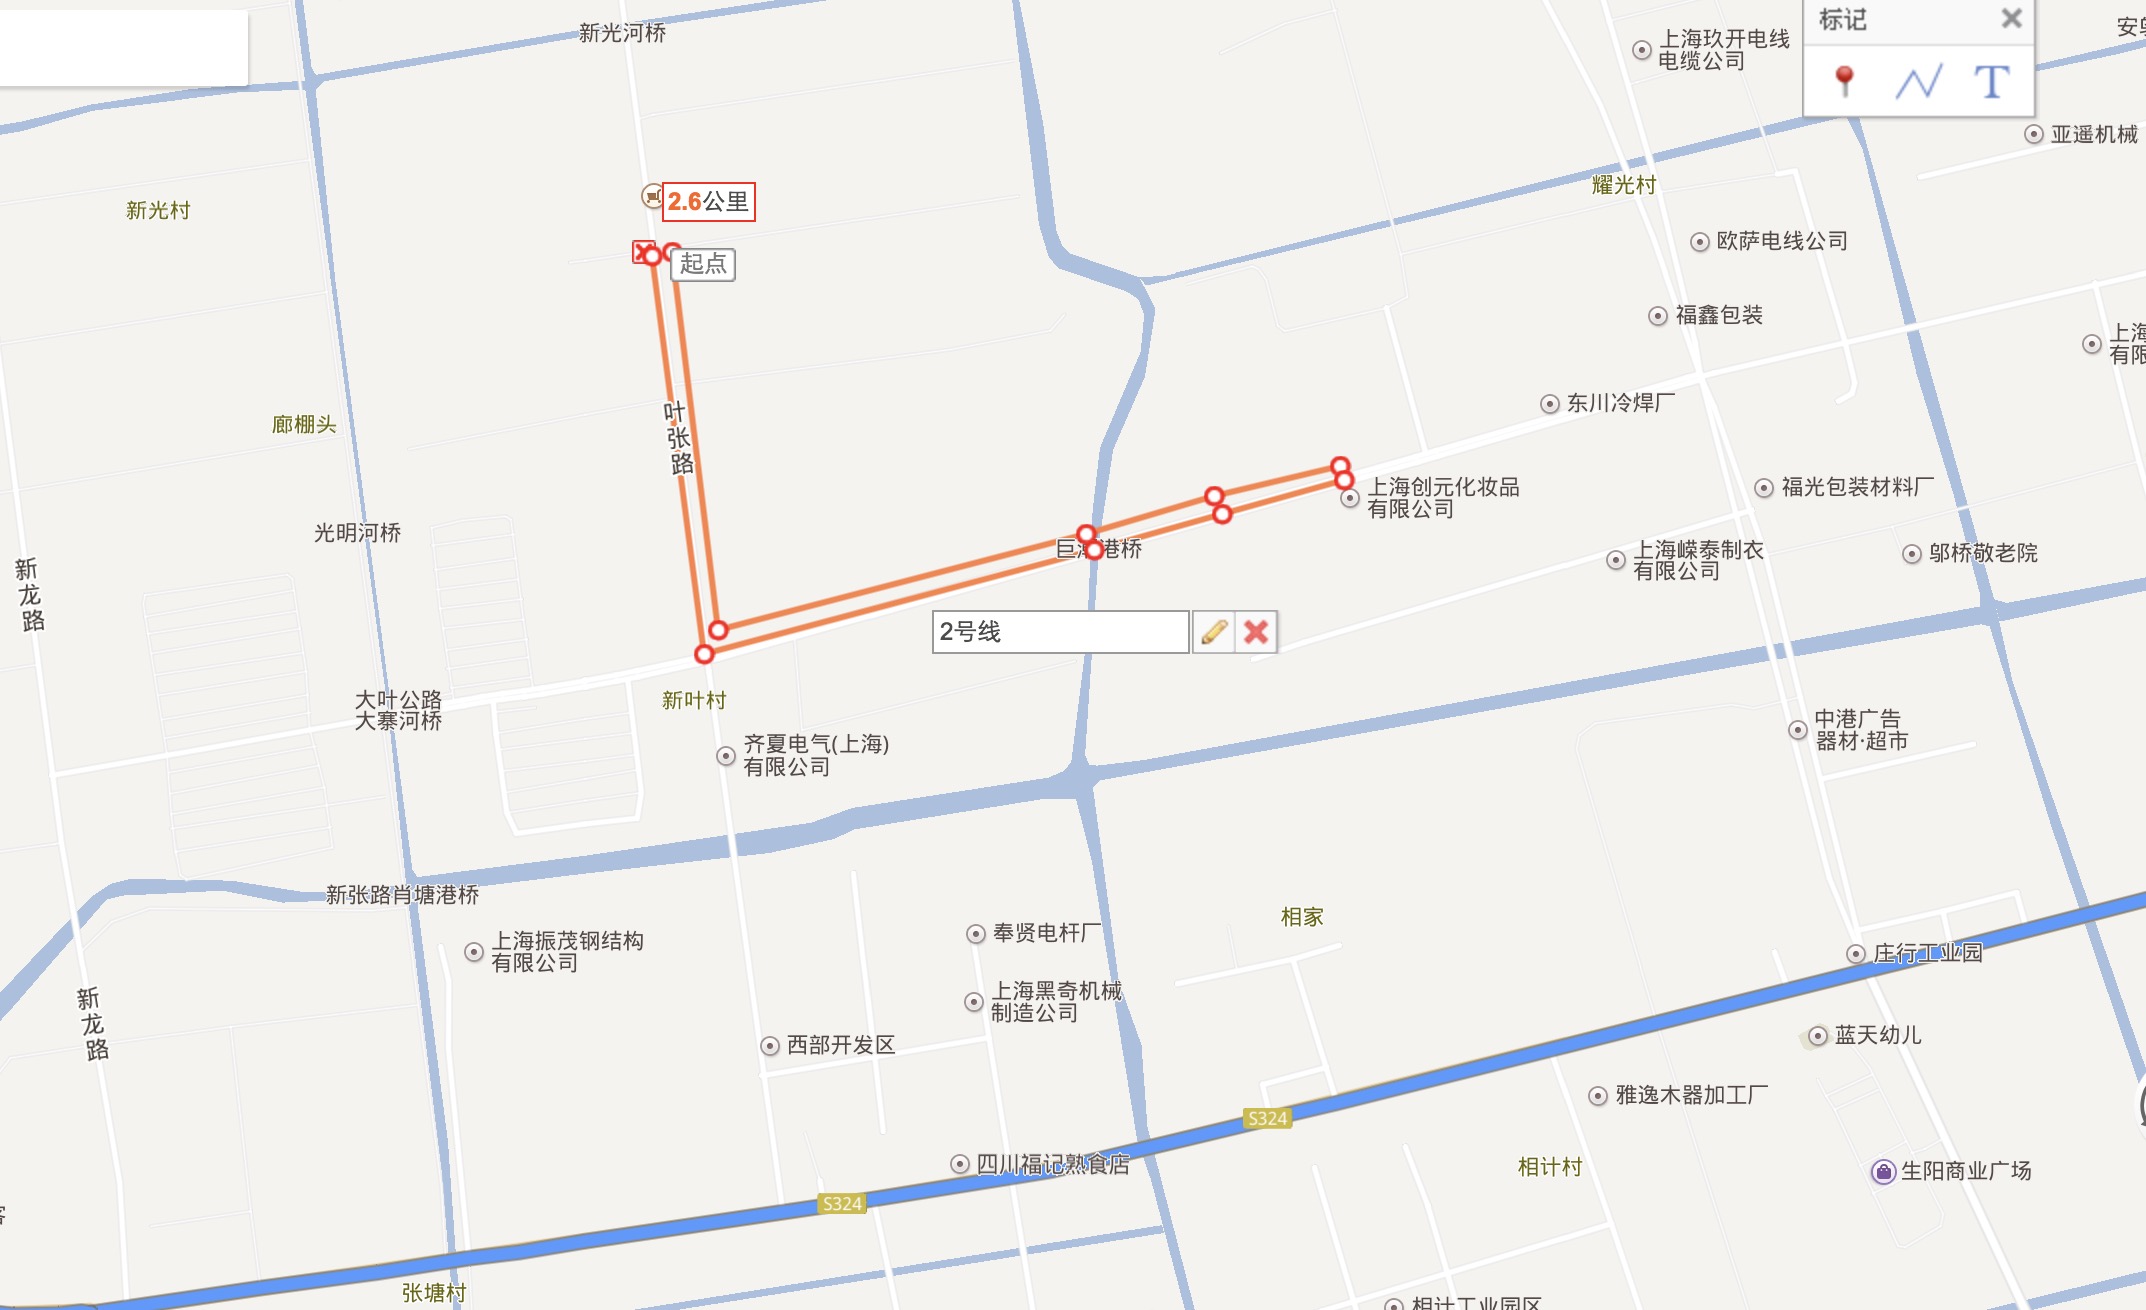 新光河桥
标记
上海玖开电线
电缆公司
T
亚遥机械
耀光村
2.6公里
新光村
起点
欧萨电线公司
福鑫包装
东川冷焊厂
廊棚头
叶张路
上海创元化妆品
有限公司
福光包装材料厂
光明河桥
上海嵘泰制衣
有限公司
邬桥敬老院
新龙路
2号线
大叶公路
大寨河桥
新叶村
齐夏电气(上海)
有限公司
中港广告
器材·超市
新张路肖塘港桥
相家
上海振茂钢结构
有限公司
奉贤电杆厂
庄行工业园
上海黑奇机械
制造公司
新龙路
西部开发区
蓝天幼儿
雅逸木器加工厂
S324
四川福记熟食店
相计村
生阳商业广场
S324
张塘村
相计工业园区